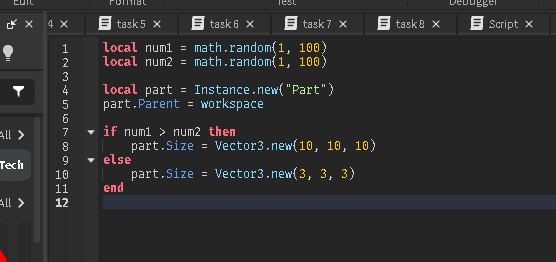 Edit Format Test Debugger
4 × task 5 × task 6 × task 7 × task 8 × Script ×
1 local num1 = math.random(1, 100)
2 local num2 = math.random(1, 100)
3
4 local part = Instance.new("Part")
5 part.Parent = workspace
6
7 if num1 > num2 then
8 part.Size = Vector3.new(10, 10, 10)
9 else
10 part.Size = Vector3.new(3, 3, 3)
11 end
12
All >
Tech
All >